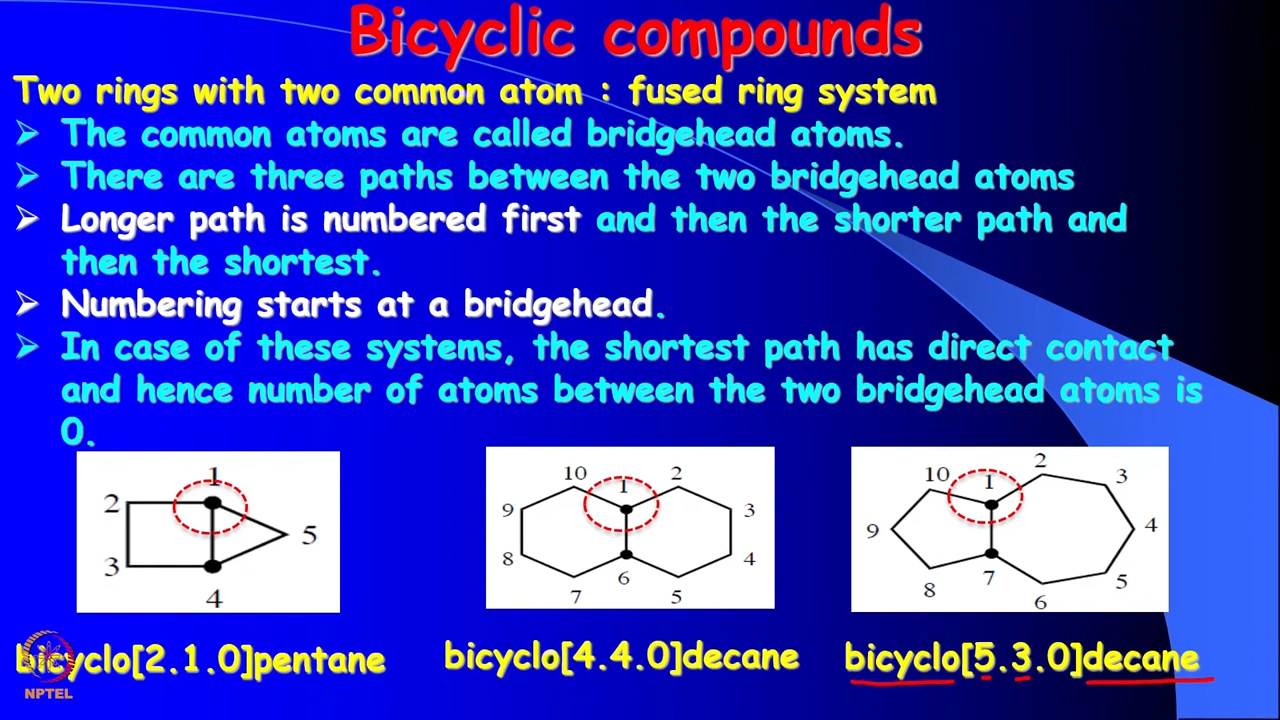 Bicyclic compounds
Two rings with two common atom : fused ring system
➢ The common atoms are called bridgehead atoms.
➢ There are three paths between the two bridgehead atoms
➢ Longer path is numbered first and then the shorter path and
then the shortest.
➢ Numbering starts at a bridgehead.
➢ In case of these systems, the shortest path has direct contact
and hence number of atoms between the two bridgehead atoms is
0.
1
2
5
3
4
10
1
2
9
3
8
4
6
7
5
10
1
2
3
9
4
8
7
5
6
bicyclo[2.1.0]pentane
bicyclo[4.4.0]decane
bicyclo[5.3.0]decane
NPTEL